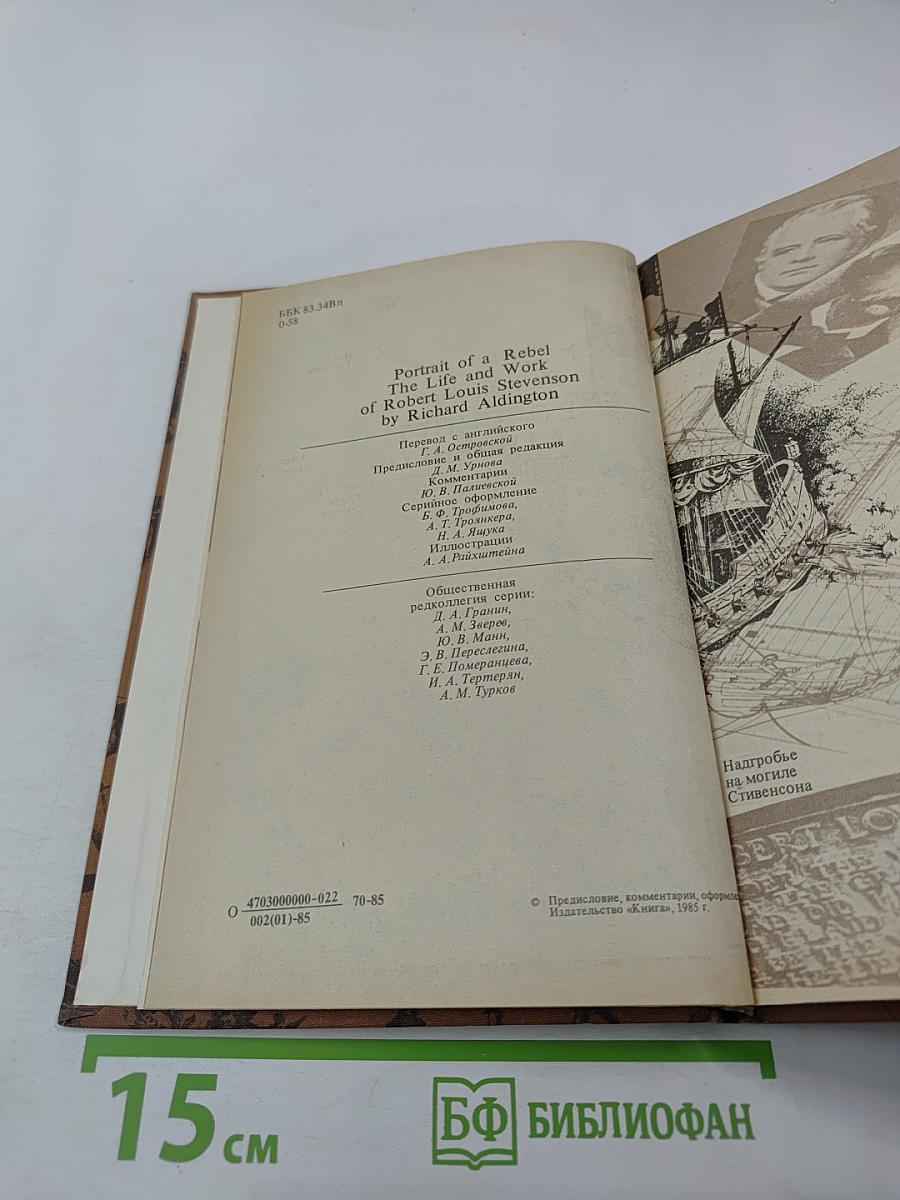 ББК 83.34Вл
О-58
Portrait of a Rebel
The Life and Work
of Robert Louis Stevenson
by Richard Aldington
Перевод с английского
Г. А. Островской
Предисловие и общая редакция
Д. М. Урнова
Комментарии
Ю. В. Палиевской
Серийное оформление
Б. Ф. Трофимова,
А. Т. Троянкера,
Н. А. Ящука
Иллюстрации
А. А. Райхштейна
Общественная
редколлегия серии:
Д. А. Гранин,
А. М. Зверев,
Ю. В. Манн,
Э. В. Переслегина,
Г. Е. Померанцева,
И. А. Тертерян,
А. М. Турков
О 4703000000-022 70-85
002(01)-85
© Предисловие, комментарии, оформле
Издательство «Книга», 1985 г.
Надгробье
на могиле
Стивенсона
BERT LO
15 см
БФ БИБЛИОФАН